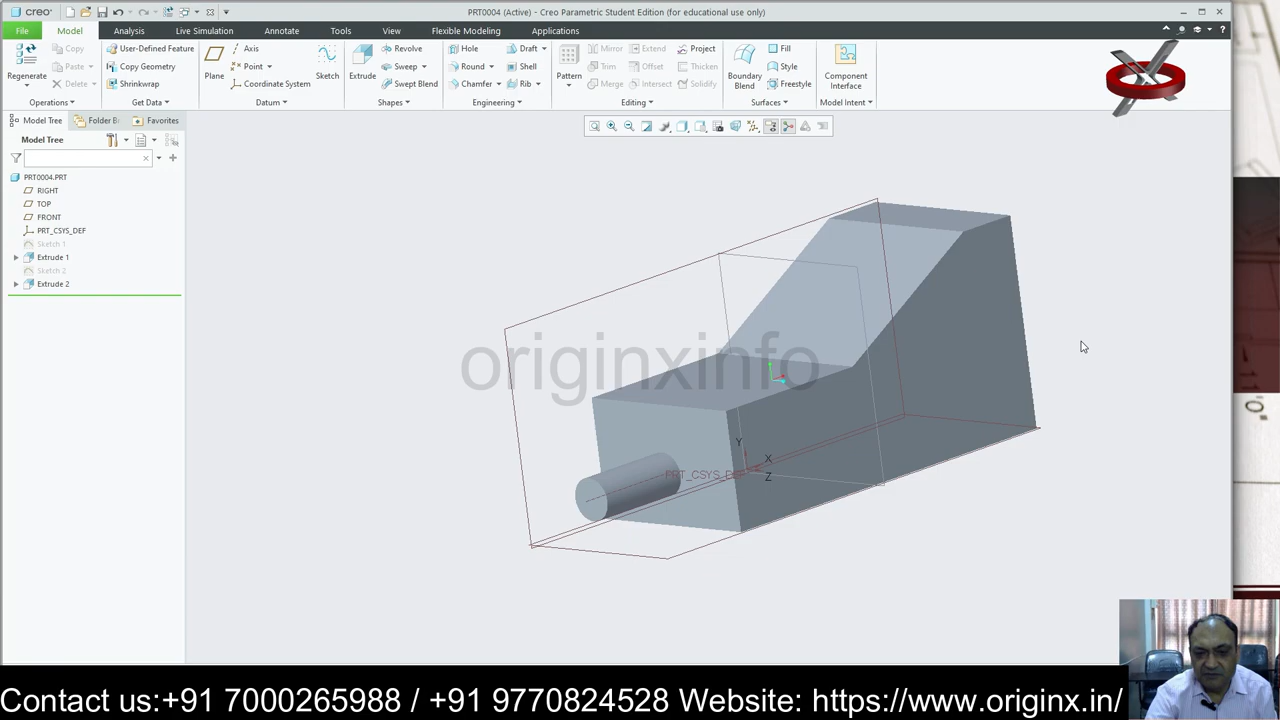 creo
PRT0004 (Active) - Creo Parametric Student Edition (for educational use only)
File Model Analysis Live Simulation Annotate Tools View Flexible Modeling Applications
Regenerate
Copy
Paste
Delete
Operations
User-Defined Feature
Copy Geometry
Shrinkwrap
Get Data
Plane
Axis
Point
Coordinate System
Sketch
Datum
Extrude
Revolve
Sweep
Swept Blend
Shapes
Hole
Round
Chamfer
Draft
Shell
Rib
Engineering
Pattern
Mirror
Trim
Merge
Extend
Offset
Intersect
Project
Thicken
Solidify
Editing
Boundary
Blend
Fill
Style
Freestyle
Surfaces
Component
Interface
Model Intent
Model Tree Folder B Favorites
Model Tree
PRT0004.PRT
RIGHT
TOP
FRONT
PRT_CSYS_DEF
Sketch 1
Extrude 1
Sketch 2
Extrude 2
originxinfo
Y
X
PRT_CSYS_DEF
Z
Contact us:+91 7000265988 / +91 9770824528 Website: https://www.originx.in/